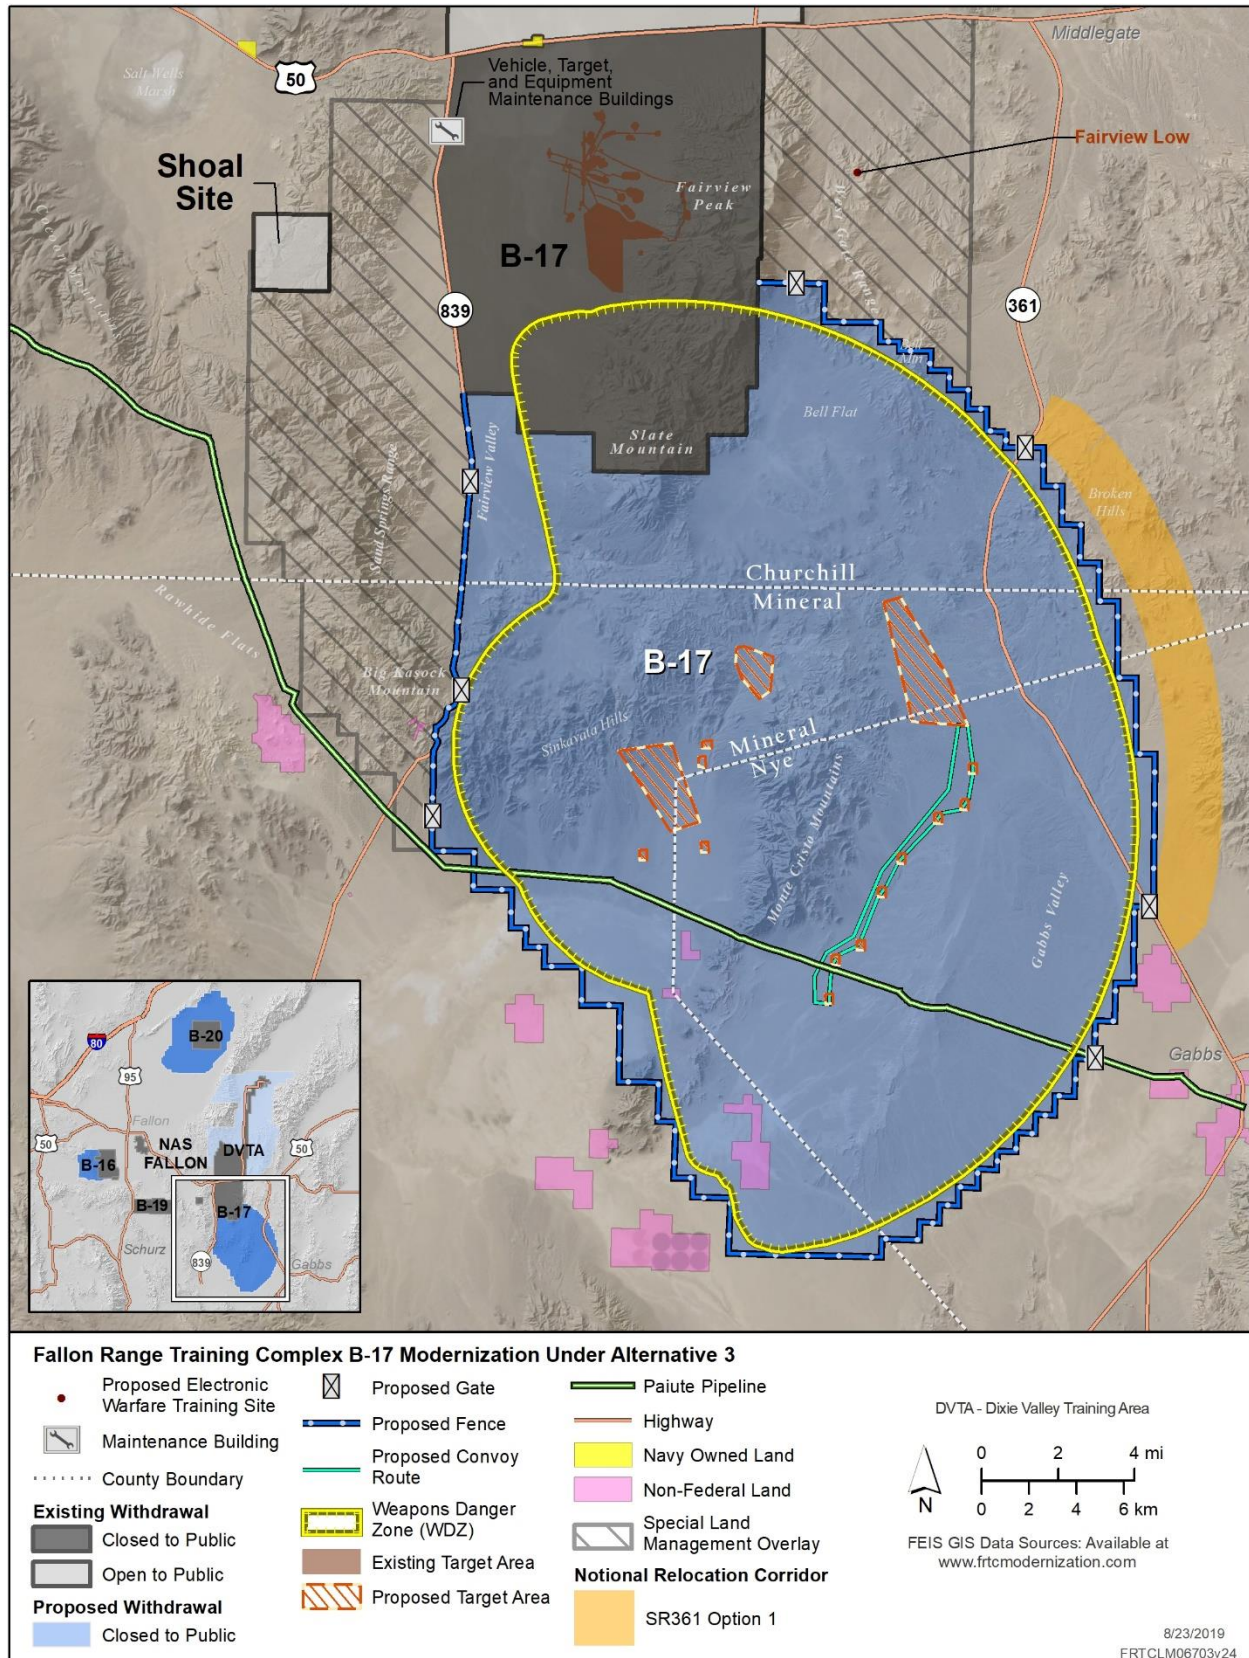 Middlegate
Salt Wells
Marsh
50
Vehicle, Target,
and Equipment
Maintenance Buildings
Fairview Low
Shoal
Site
Fairview
Peak
B-17
839
361
Bell Flat
Slate
Mountain
Fairview Valley
Sand Springs Range
Broken
Hills
Churchill
Mineral
Rawhide Flats
B-17
Big Kasock
Mountain
Sinkavata Hills
Mineral
Nye
Monte Cristo Mountains
Gabbs Valley
Gabbs
B-20
80
95
Fallon
NAS
FALLON
DVTA
50
50
B-16
B-19
B-17
Schurz
839
Gabbs
Fallon Range Training Complex B-17 Modernization Under Alternative 3
Proposed Electronic
Warfare Training Site
Maintenance Building
County Boundary
Existing Withdrawal
Closed to Public
Open to Public
Proposed Withdrawal
Closed to Public
Proposed Gate
Proposed Fence
Proposed Convoy
Route
Weapons Danger
Zone (WDZ)
Existing Target Area
Proposed Target Area
Paiute Pipeline
Highway
Navy Owned Land
Non-Federal Land
Special Land
Management Overlay
Notional Relocation Corridor
SR361 Option 1
DVTA - Dixie Valley Training Area
N
0 2 4 mi
0 2 4 6 km
FEIS GIS Data Sources: Available at
www.frtcmodernization.com
8/23/2019
FRTCLM06703v24